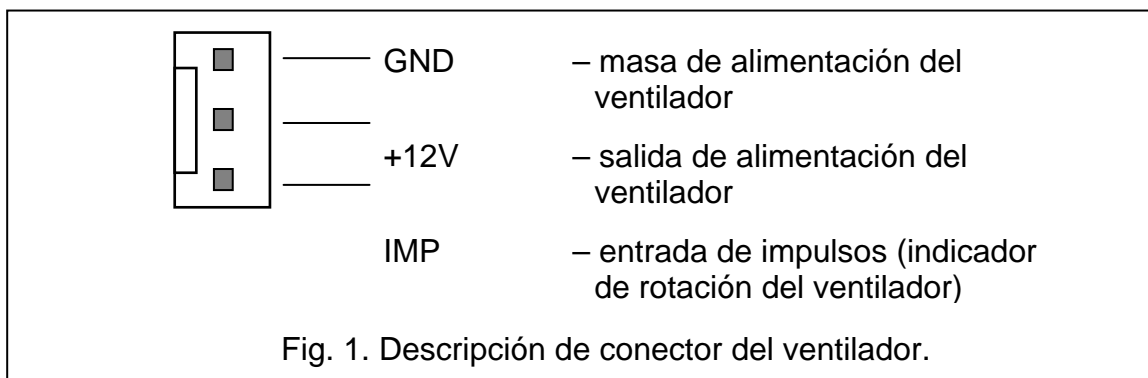 GND – masa de alimentación del
ventilador
+12V – salida de alimentación del
ventilador
IMP – entrada de impulsos (indicador
de rotación del ventilador)
Fig. 1. Descripción de conector del ventilador.